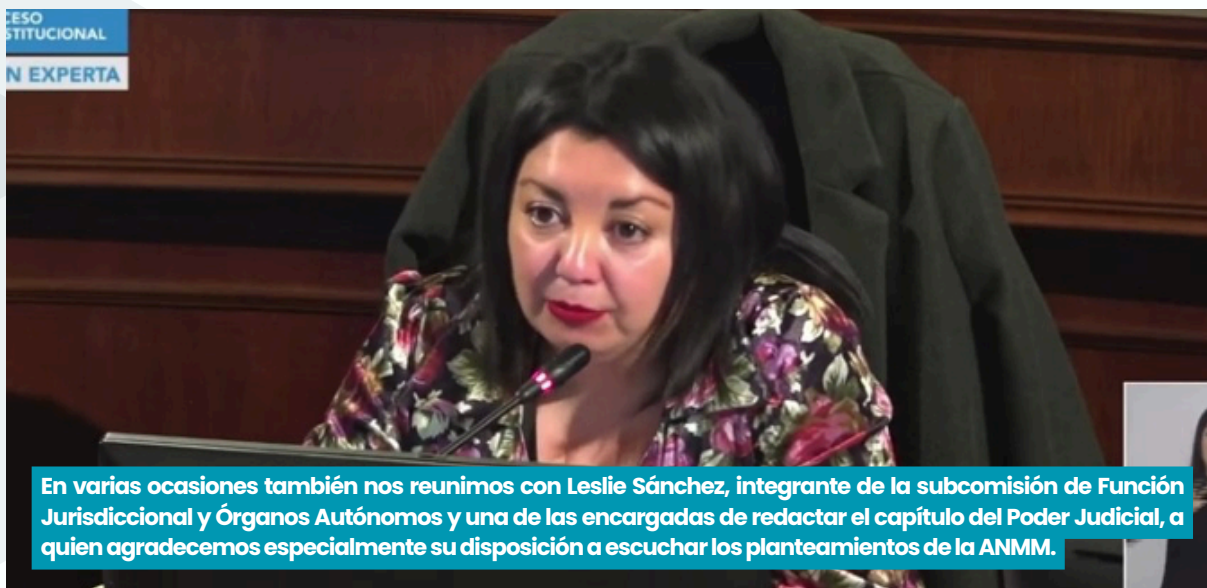 CESO
STITUCIONAL
N EXPERTA
En varias ocasiones también nos reunimos con Leslie Sánchez, integrante de la subcomisión de Función
Jurisdiccional y Órganos Autónomos y una de las encargadas de redactar el capítulo del Poder Judicial, a
quien agradecemos especialmente su disposición a escuchar los planteamientos de la ANMM.